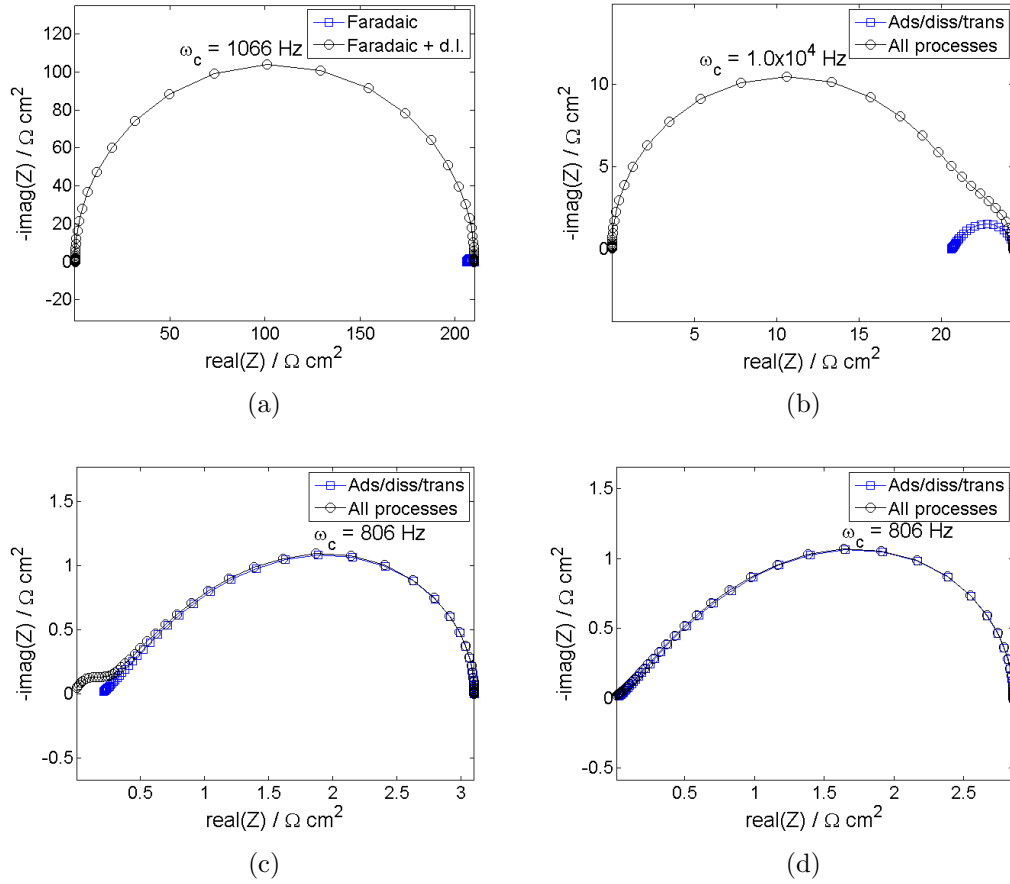 Faradaic
Faradaic + d.l.
ω_c = 1066 Hz
120
100
80
60
40
20
0
-20
-imag(Z) / Ω cm²
50
100
150
200
real(Z) / Ω cm²
(a)
Ads/diss/trans
All processes
ω_c = 1.0x10⁴ Hz
10
5
0
-imag(Z) / Ω cm²
5
10
15
20
real(Z) / Ω cm²
(b)
Ads/diss/trans
All processes
ω_c = 806 Hz
1.5
1
0.5
0
-0.5
-imag(Z) / Ω cm²
0.5
1
1.5
2
2.5
3
real(Z) / Ω cm²
(c)
Ads/diss/trans
All processes
ω_c = 806 Hz
1.5
1
0.5
0
-0.5
-imag(Z) / Ω cm²
0.5
1
1.5
2
2.5
real(Z) / Ω cm²
(d)